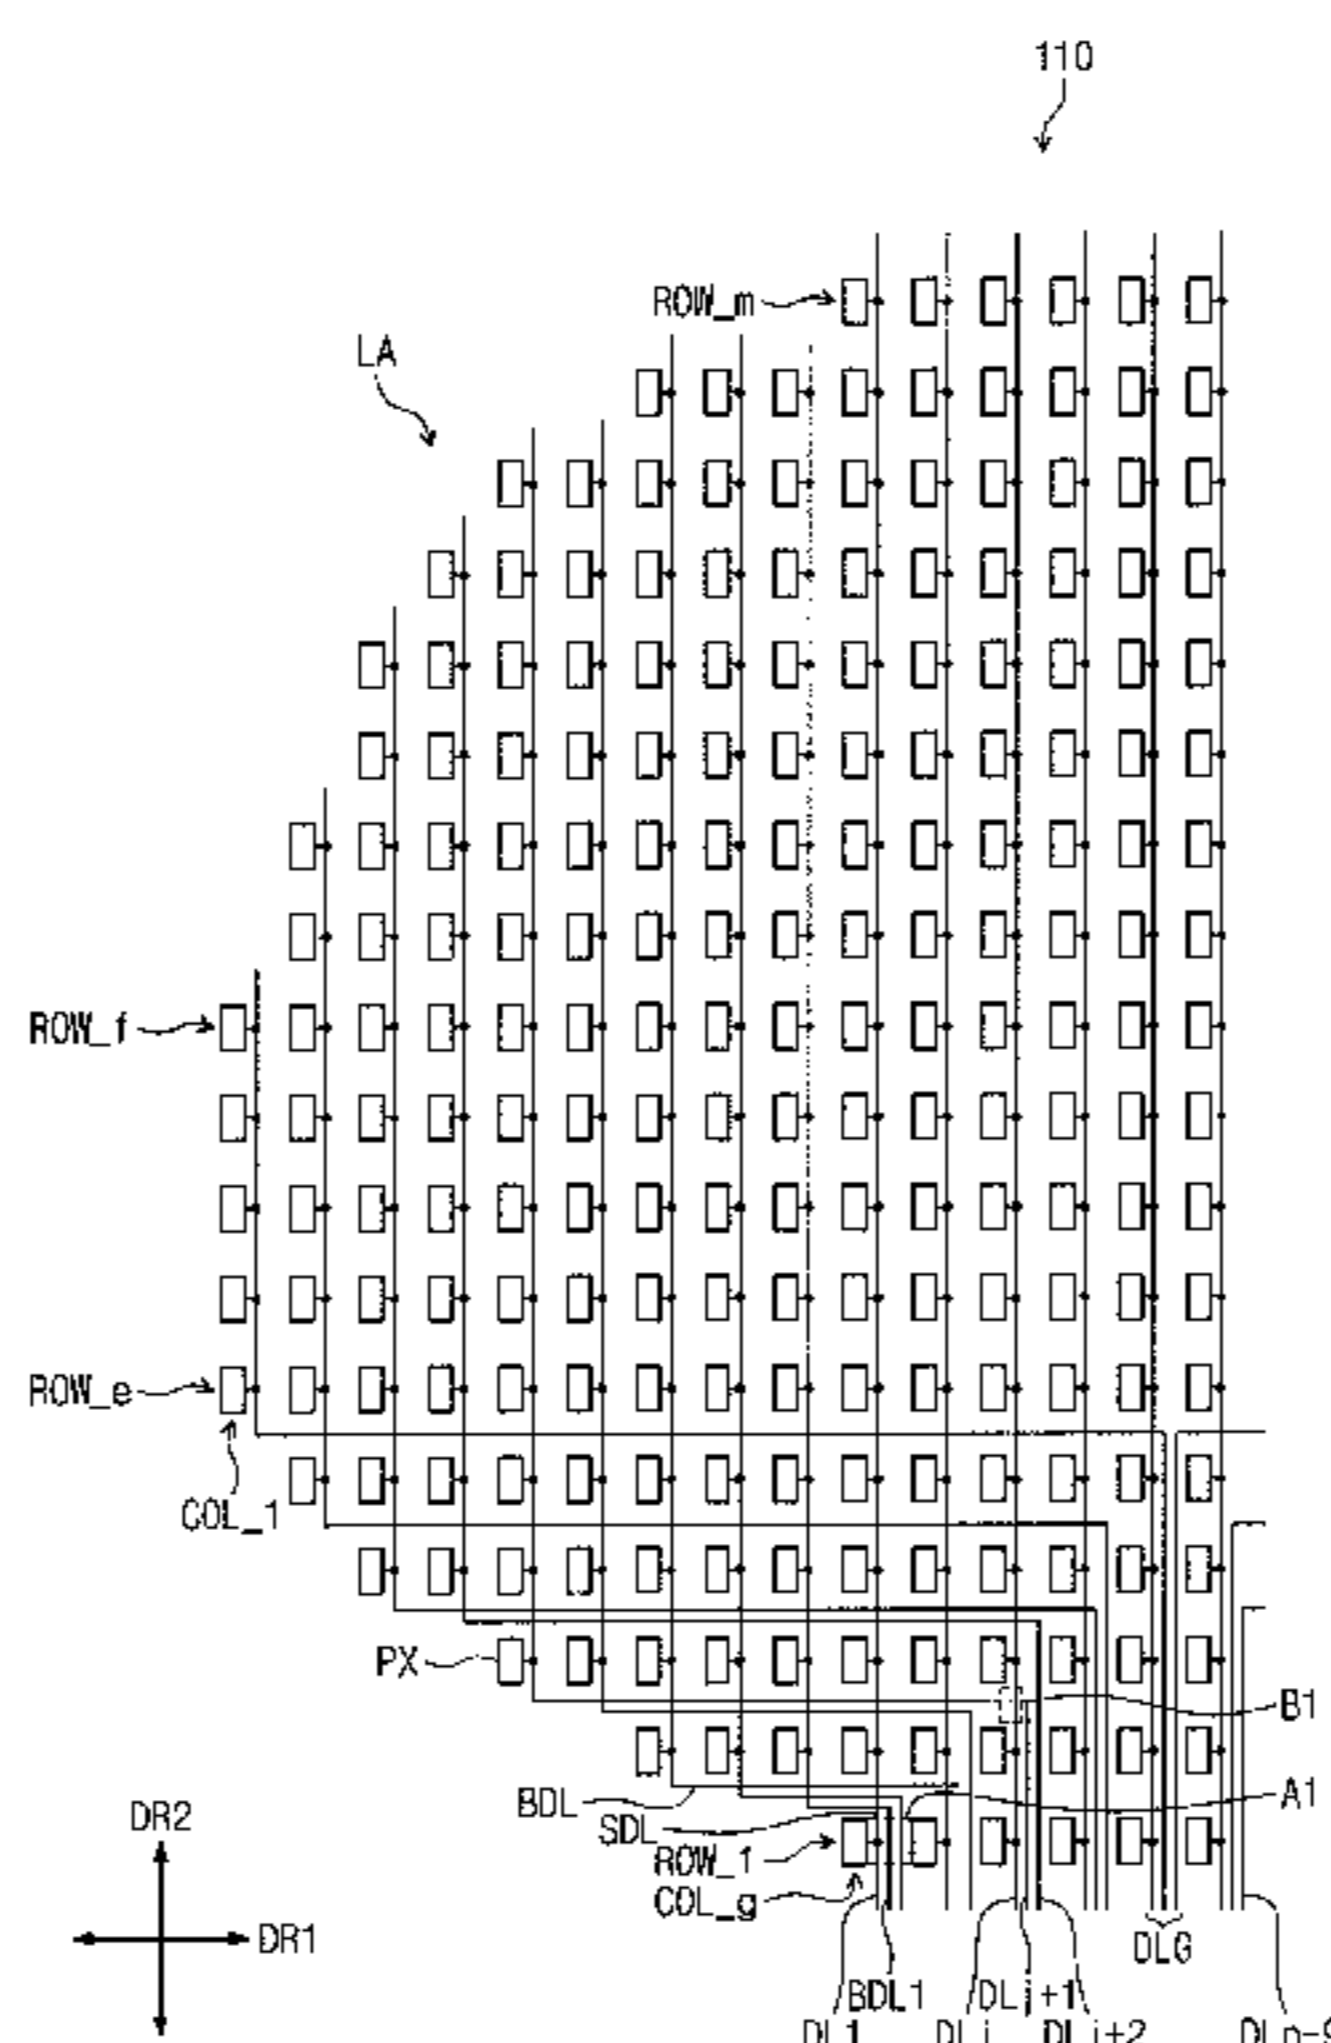 110
ROW_m
LA
ROW_f
ROW_e
COL_1
PX
B1
BDL
A1
DR2
SDL
ROW_1
COL_g
DR1
DLG
BDL1
DLj+1
DL1
DLj
DLj+2